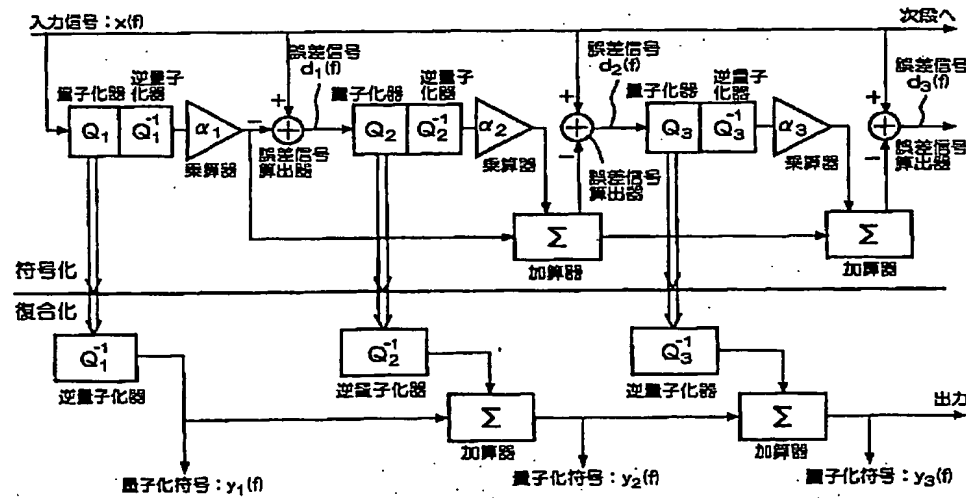 入力信号:x(f)
次段へ
誤差信号
d₁(f)
誤差信号
d₂(f)
誤差信号
d₃(f)
量子化器
逆量子
化器
量子化器
逆量子
化器
量子化器
逆量子
化器
Q₁
Q₁⁻¹
α₁
−
+
Q₂
Q₂⁻¹
α₂
+
−
Q₃
Q₃⁻¹
α₃
+
−
乗算器
誤差信号
算出器
乗算器
誤差信号
算出器
乗算器
誤差信号
算出器
Σ
加算器
Σ
加算器
符号化
復合化
Q₁⁻¹
逆量子化器
Q₂⁻¹
逆量子化器
Q₃⁻¹
逆量子化器
Σ
加算器
Σ
加算器
出力
量子化符号:y₁(f)
量子化符号:y₂(f)
量子化符号:y₃(f)